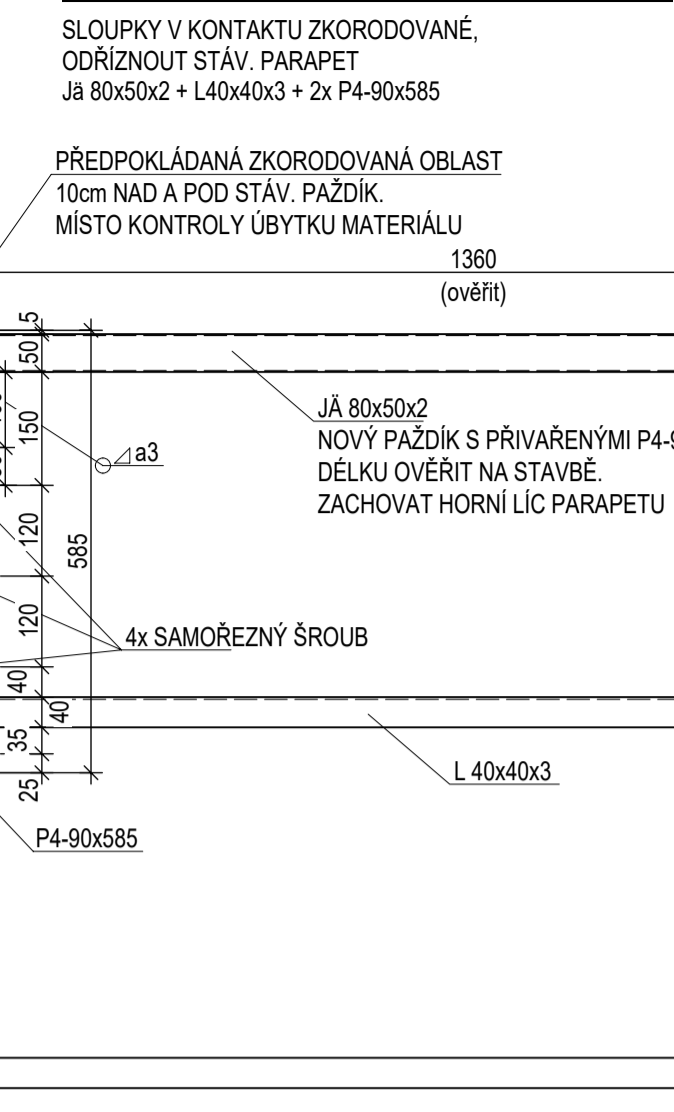 SLOUPKY V KONTAKTU ZKORODOVANÉ,
ODŘÍZNOUT STÁV. PARAPET
Jä 80x50x2 + L40x40x3 + 2x P4-90x585
PŘEDPOKLÁDANÁ ZKORODOVANÁ OBLAST
10cm NAD A POD STÁV. PAŽDÍK.
MÍSTO KONTROLY ÚBYTKU MATERIÁLU
1360
(ověřit)
5
50
150
120
120
40
40
35
25
585
a3
JÄ 80x50x2
NOVÝ PAŽDÍK S PŘIVAŘENÝMI P4-9
DÉLKU OVĚŘIT NA STAVBĚ.
ZACHOVAT HORNÍ LÍC PARAPETU
4x SAMOŘEZNÝ ŠROUB
L 40x40x3
P4-90x585